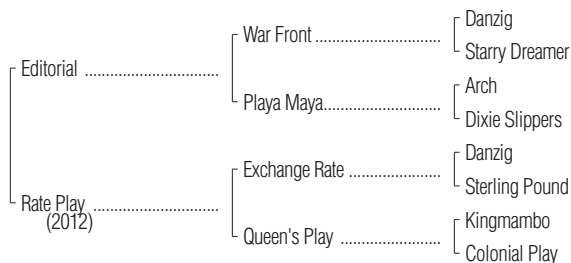 Danzig
War Front
Starry Dreamer
Editorial
Arch
Playa Maya
Dixie Slippers
Danzig
Exchange Rate
Sterling Pound
Rate Play
(2012)
Kingmambo
Queen's Play
Colonial Play